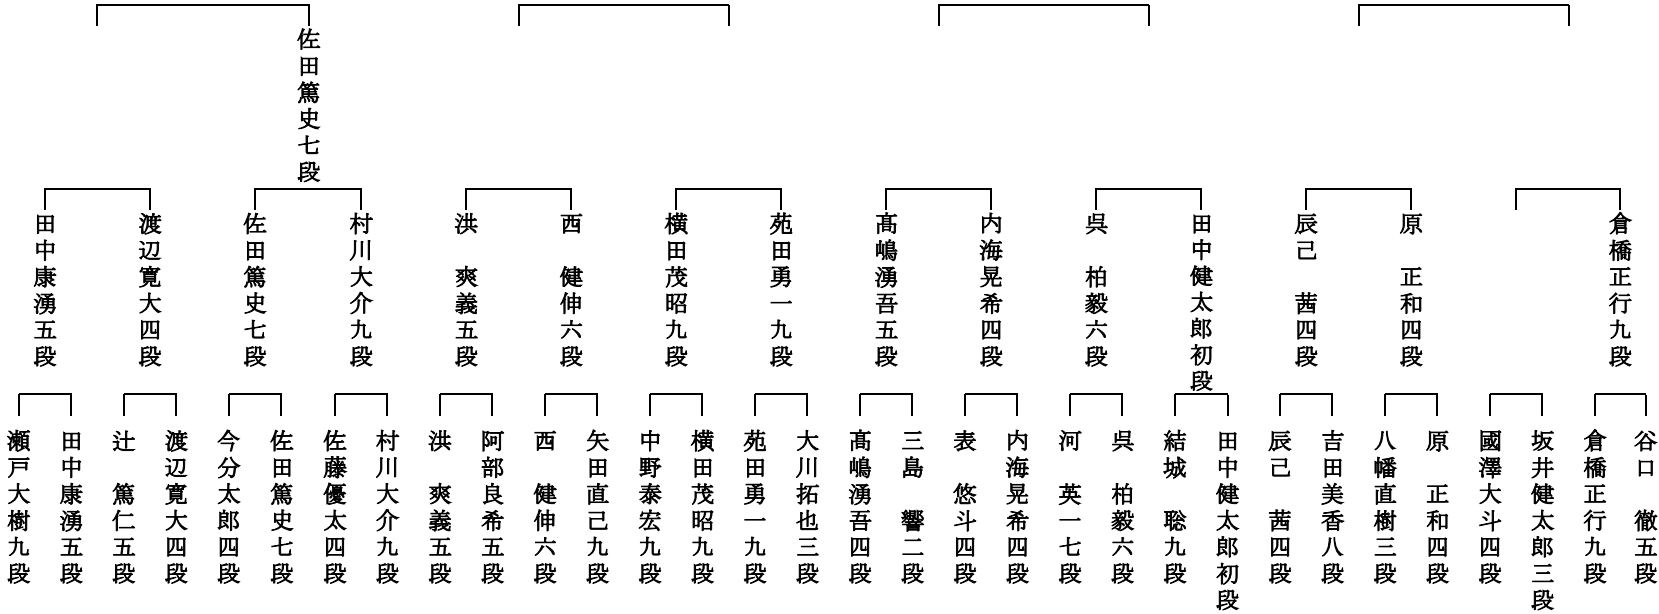 佐田篤史七段
田中康湧五段
渡辺寛大四段
佐田篤史七段
村川大介九段
洪　爽義五段
西　健伸六段
横田茂昭九段
苑田勇一九段
髙嶋湧吾五段
内海晃希四段
呉　柏毅六段
田中健太郎初段
辰己　茜四段
原　正和四段
倉橋正行九段
瀬戸大樹九段
田中康湧五段
辻　篤仁五段
渡辺寛大四段
今分太郎四段
佐田篤史七段
佐藤優太四段
村川大介九段
洪　爽義五段
阿部良希五段
西　健伸六段
矢田直己九段
中野泰宏九段
横田茂昭九段
苑田勇一九段
大川拓也三段
髙嶋湧吾四段
三島　響二段
表　悠斗四段
内海晃希四段
河　英一七段
呉　柏毅六段
結城　聡九段
田中健太郎初段
辰己　茜四段
吉田美香八段
八幡直樹三段
原　正和四段
國澤大斗四段
坂井健太郎三段
倉橋正行九段
谷口　徹五段